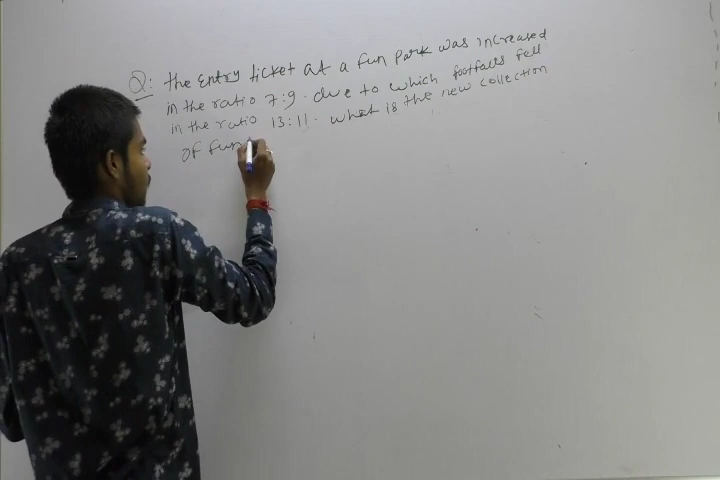 Q: the Entry ticket at a fun park was increased
in the ratio 7:9. due to which footfalls fell
in the ratio 13:11. what is the new collection
of fun